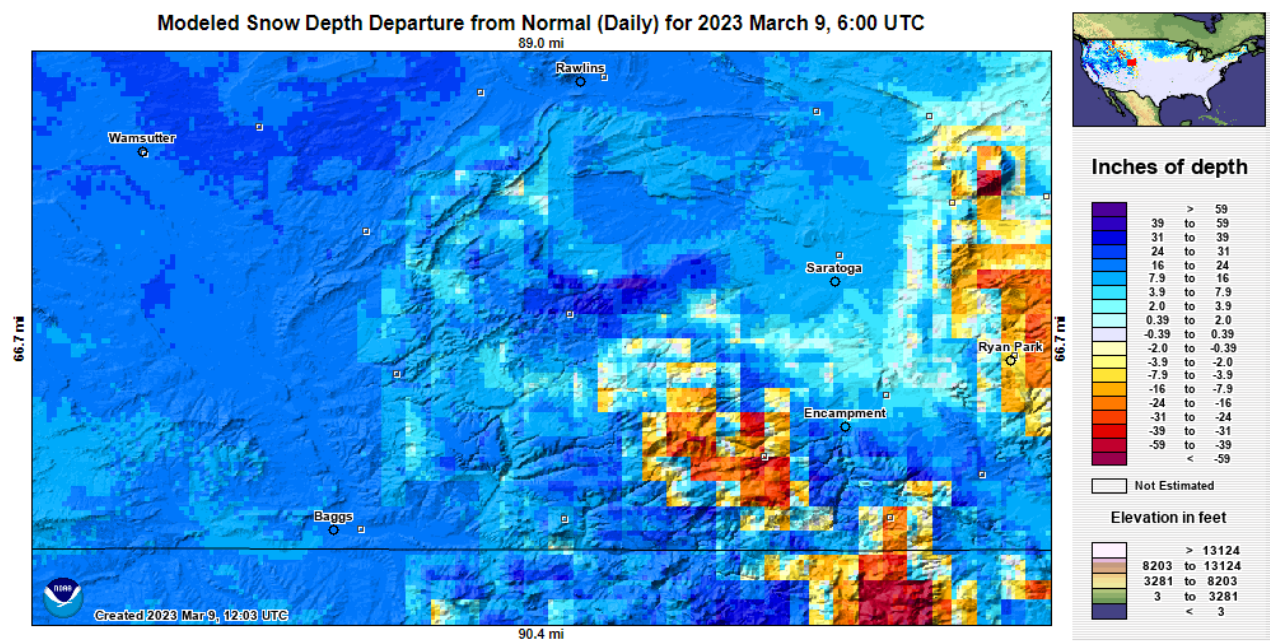 Modeled Snow Depth Departure from Normal (Daily) for 2023 March 9, 6:00 UTC
89.0 mi
Rawlins
Wamsutter
Saratoga
66.7 mi
66.7 mi
Ryan Park
Encampment
Baggs
NOAA
Created 2023 Mar 9, 12:03 UTC
90.4 mi
Inches of depth
> 59
39 to 59
31 to 39
24 to 31
16 to 24
7.9 to 16
3.9 to 7.9
2.0 to 3.9
0.39 to 2.0
-0.39 to 0.39
-2.0 to -0.39
-3.9 to -2.0
-7.9 to -3.9
-16 to -7.9
-24 to -16
-31 to -24
-39 to -31
-59 to -39
< -59
Not Estimated
Elevation in feet
> 13124
8203 to 13124
3281 to 8203
3 to 3281
< 3